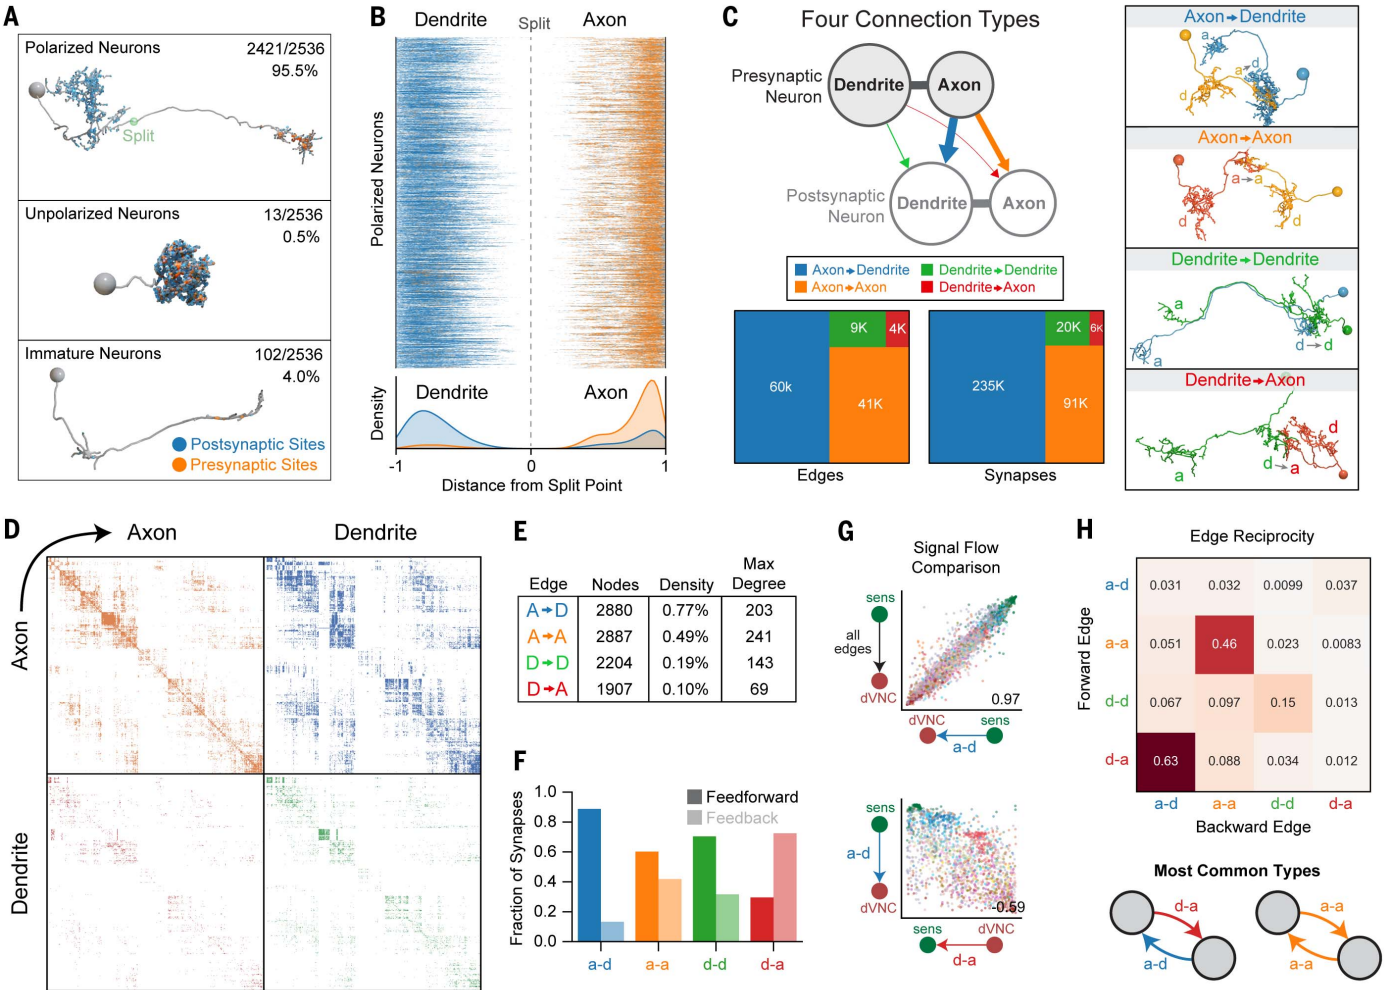 A
Polarized Neurons
2421/2536
95.5%
Split
Unpolarized Neurons
13/2536
0.5%
Immature Neurons
102/2536
4.0%
Postsynaptic Sites
Presynaptic Sites
B
Dendrite
Split
Axon
Polarized Neurons
Density
Dendrite
Axon
-1
0
1
Distance from Split Point
C
Four Connection Types
Presynaptic
Neuron
Dendrite
Axon
Postsynaptic
Neuron
Dendrite
Axon
Axon→Dendrite
Dendrite→Dendrite
Axon→Axon
Dendrite→Axon
60k
9K
4K
41K
Edges
235K
20K
6K
91K
Synapses
Axon→Dendrite
a
a→d
d
Axon→Axon
a→a
d
d
Dendrite→Dendrite
a
d→d
a
Dendrite→Axon
d
d→a
a
D
Axon
Dendrite
Axon
Dendrite
E
Edge
Nodes
Density
Max
Degree
A→D 2880 0.77% 203
A→A 2887 0.49% 241
D→D 2204 0.19% 143
D→A 1907 0.10% 69
F
Fraction of Synapses
1.0
0.8
0.6
0.4
0.2
0.0
Feedforward
Feedback
a-d
a-a
d-d
d-a
G
Signal Flow
Comparison
sens
all
edges
dVNC
0.97
dVNC
sens
a-d
sens
a-d
dVNC
-0.59
sens
dVNC
d-a
H
Edge Reciprocity
Forward Edge
a-d 0.031 0.032 0.0099 0.037
a-a 0.051 0.46 0.023 0.0083
d-d 0.067 0.097 0.15 0.013
d-a 0.63 0.088 0.034 0.012
a-d a-a d-d d-a
Backward Edge
Most Common Types
d-a
a-d
a-a
a-a